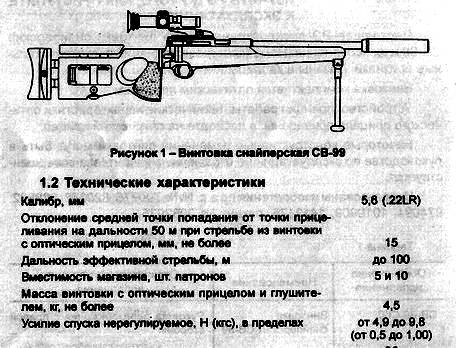 Рисунок 1 – Винтовка снайперская СВ-99
1.2 Технические характеристики
Калибр, мм 5,6 (.22LR)
Отклонение средней точки попадания от точки прице-
ливания на дальности 50 м при стрельбе из винтовки
с оптическим прицелом, мм, не более 15
Дальность эффективной стрельбы, м до 100
Вместимость магазина, шт. патронов 5 и 10
Масса винтовки с оптическим прицелом и глушите-
лем, кг, не более 4,5
Усилие спуска нерегулируемое, Н (кгс), в пределах от 4,9 до 9,8
(от 0,5 до 1,00)